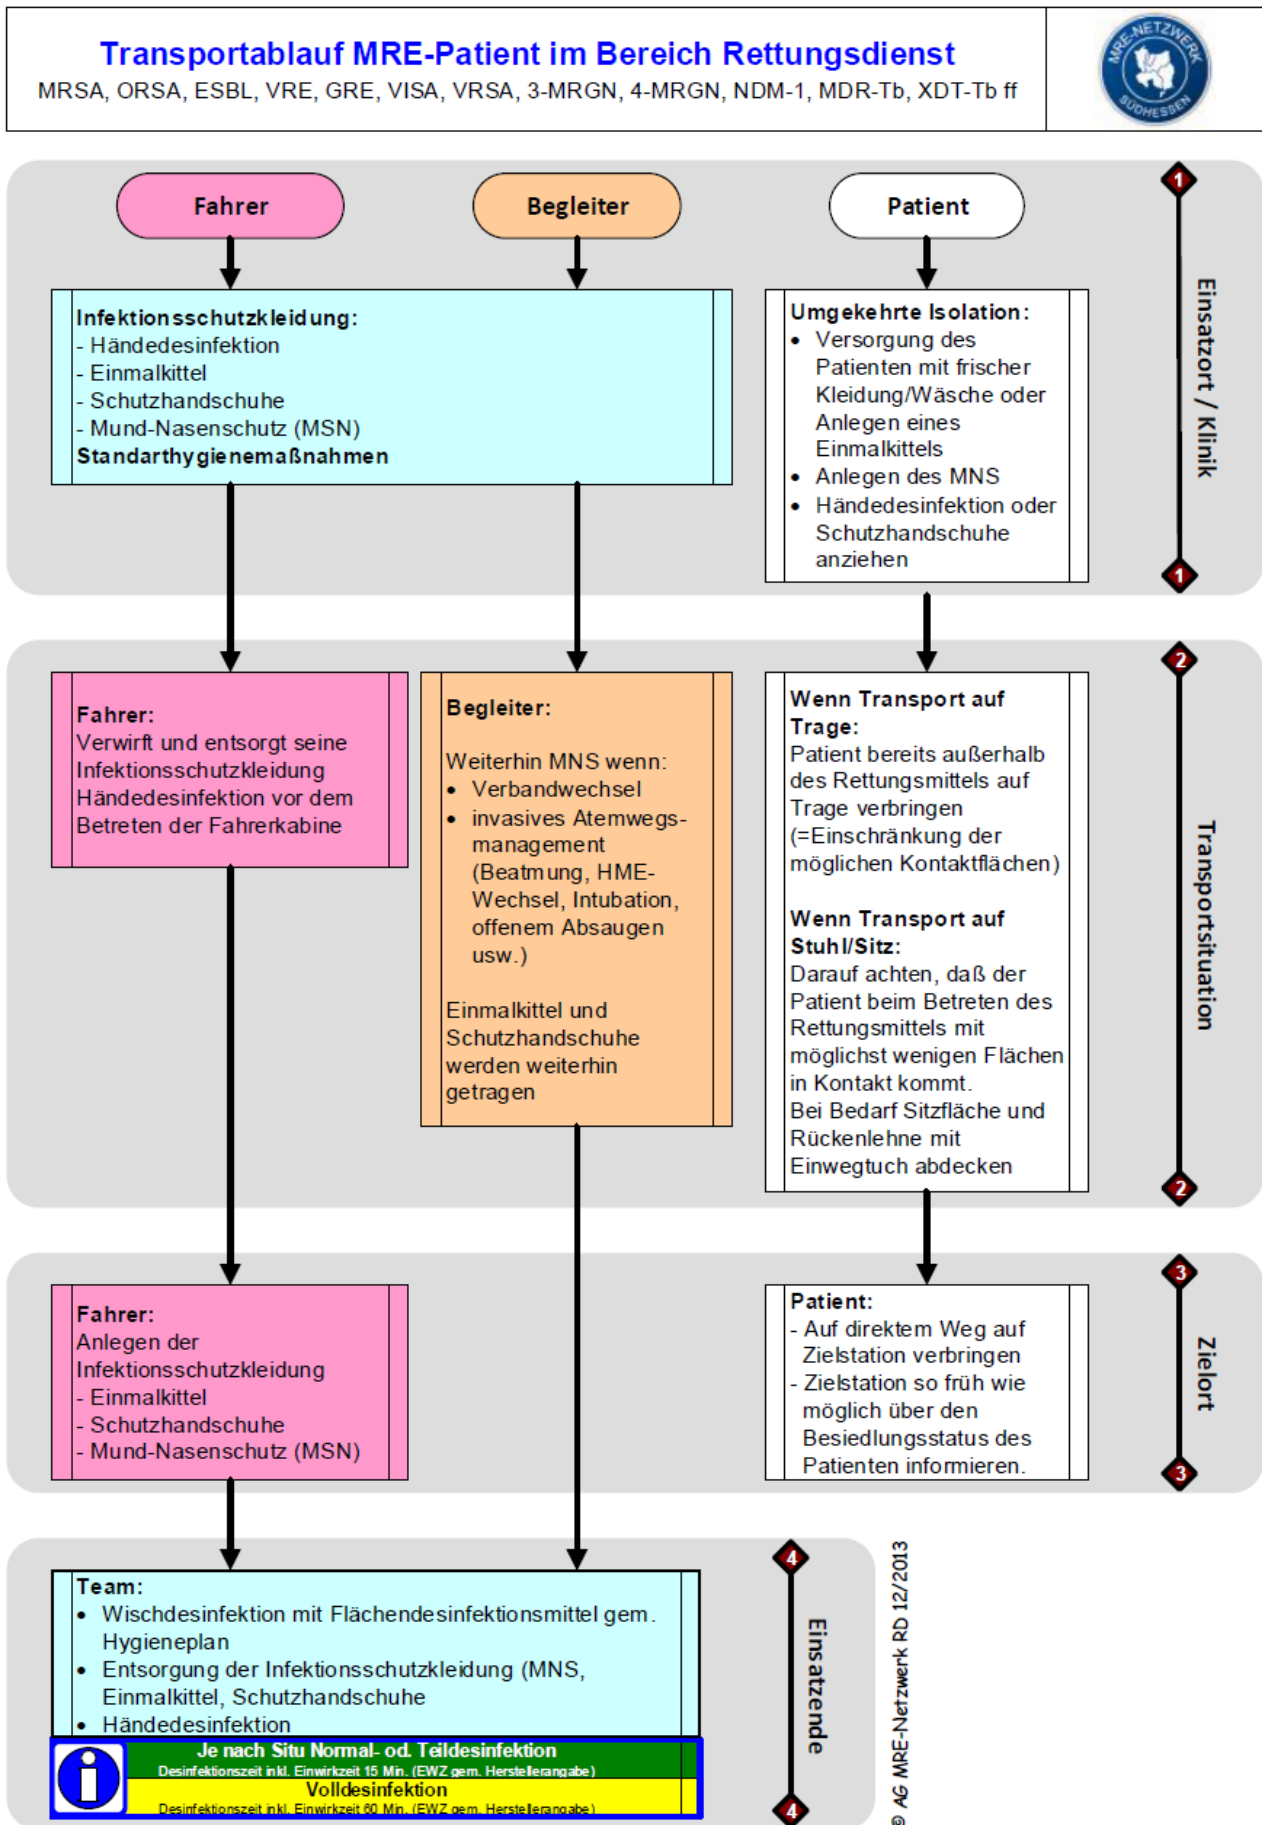 Transportablauf MRE-Patient im Bereich Rettungsdienst
MRSA, ORSA, ESBL, VRE, GRE, VISA, VRSA, 3-MRGN, 4-MRGN, NDM-1, MDR-Tb, XDT-Tb ff
MRE-NETZWERK
SÜDHESSEN
Fahrer
Begleiter
Patient
1
Einsatzort / Klinik
1
Infektionsschutzkleidung:
- Händedesinfektion
- Einmalkittel
- Schutzhandschuhe
- Mund-Nasenschutz (MSN)
Standarthygienemaßnahmen
Umgekehrte Isolation:
• Versorgung des
Patienten mit frischer
Kleidung/Wäsche oder
Anlegen eines
Einmalkittels
• Anlegen des MNS
• Händedesinfektion oder
Schutzhandschuhe
anziehen
2
Transportsituation
2
Fahrer:
Verwirft und entsorgt seine
Infektionsschutzkleidung
Händedesinfektion vor dem
Betreten der Fahrerkabine
Begleiter:
Weiterhin MNS wenn:
• Verbandwechsel
• invasives Atemwegs-
management
(Beatmung, HME-
Wechsel, Intubation,
offenem Absaugen
usw.)
Einmalkittel und
Schutzhandschuhe
werden weiterhin
getragen
Wenn Transport auf
Trage:
Patient bereits außerhalb
des Rettungsmittels auf
Trage verbringen
(=Einschränkung der
möglichen Kontaktflächen)
Wenn Transport auf
Stuhl/Sitz:
Darauf achten, daß der
Patient beim Betreten des
Rettungsmittels mit
möglichst wenigen Flächen
in Kontakt kommt.
Bei Bedarf Sitzfläche und
Rückenlehne mit
Einwegtuch abdecken
3
Zielort
3
Fahrer:
Anlegen der
Infektionsschutzkleidung
- Einmalkittel
- Schutzhandschuhe
- Mund-Nasenschutz (MSN)
Patient:
- Auf direktem Weg auf
Zielstation verbringen
- Zielstation so früh wie
möglich über den
Besiedlungsstatus des
Patienten informieren.
4
Einsatzende
4
Team:
• Wischdesinfektion mit Flächendesinfektionsmittel gem.
Hygieneplan
• Entsorgung der Infektionsschutzkleidung (MNS,
Einmalkittel, Schutzhandschuhe
• Händedesinfektion
i
Je nach Situ Normal- od. Teildesinfektion
Desinfektionszeit inkl. Einwirkzeit 15 Min. (EWZ gem. Herstellerangabe)
Volldesinfektion
Desinfektionszeit inkl. Einwirkzeit 60 Min. (EWZ gem. Herstellerangabe)
© AG MRE-Netzwerk RD 12/2013